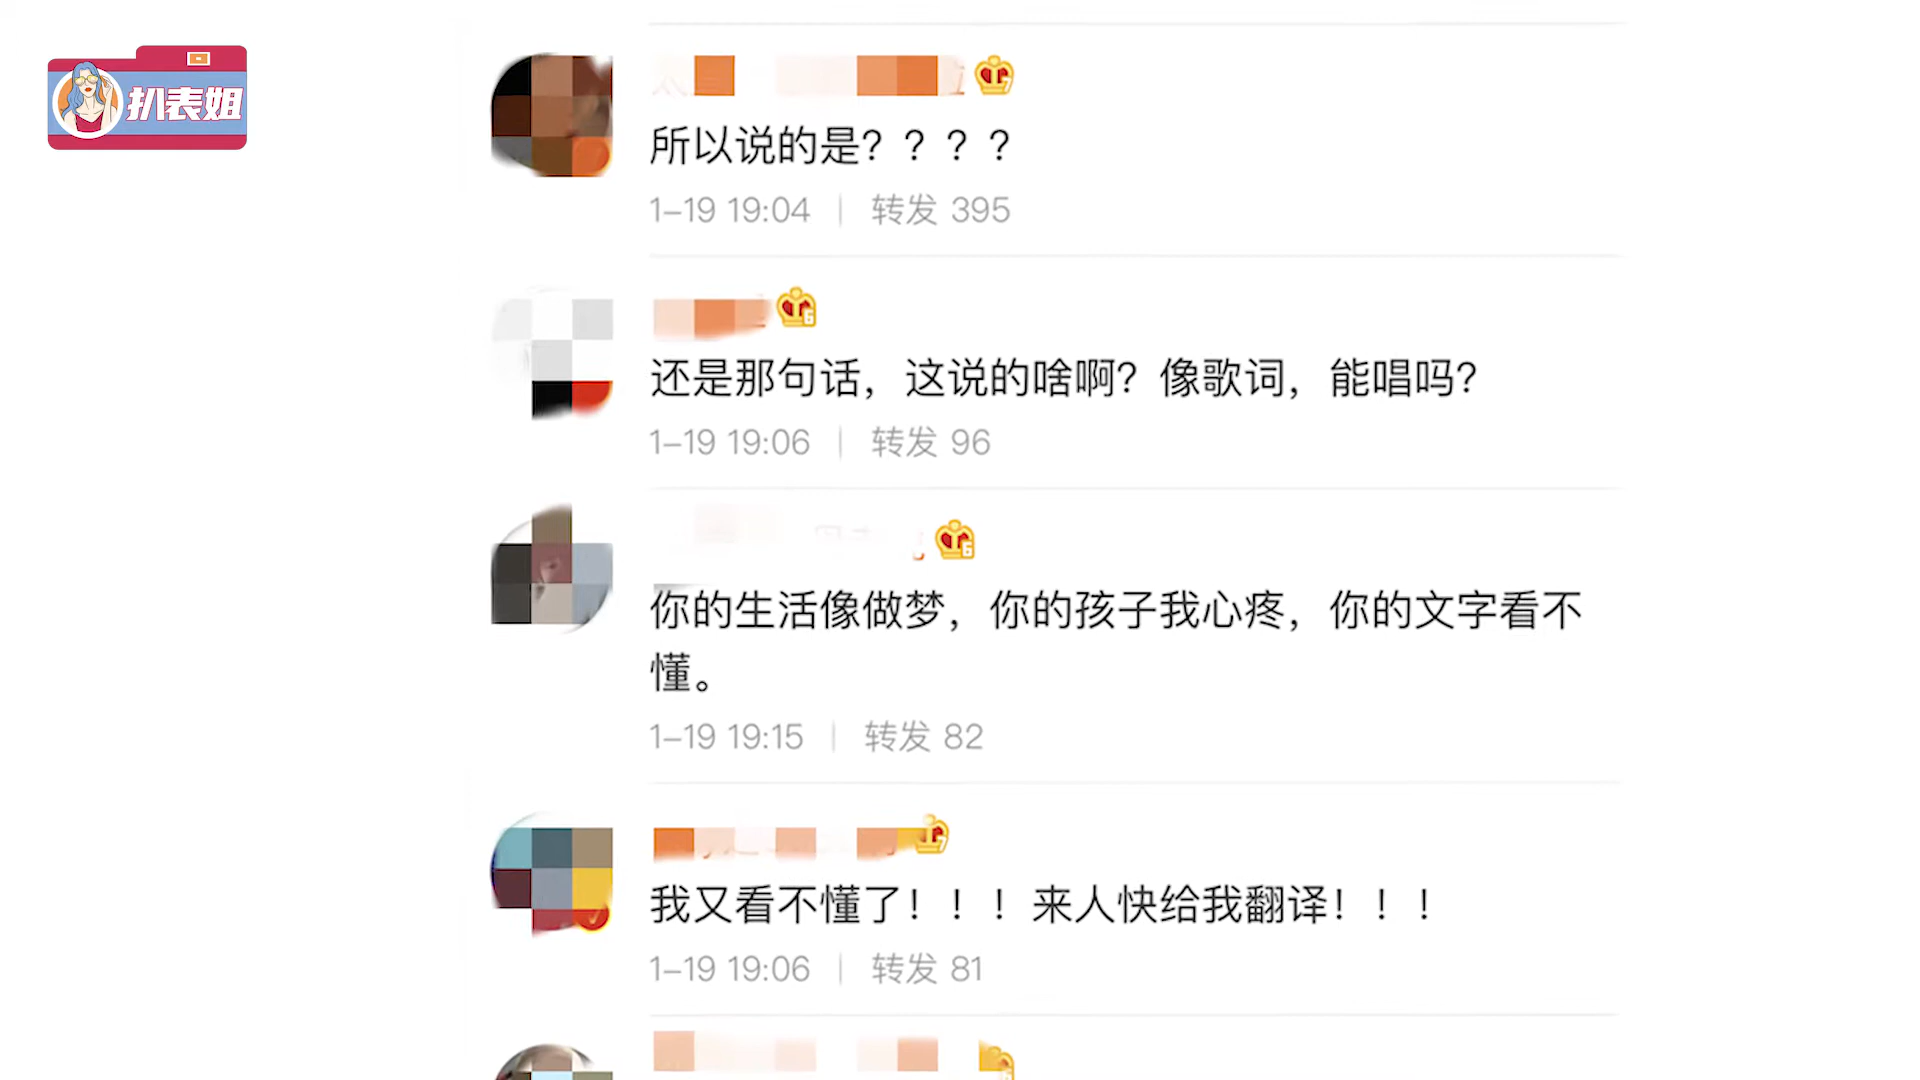 扒表姐
所以说的是？？？？
1-19 19:04 | 转发 395
还是那句话，这说的啥啊？像歌词，能唱吗？
1-19 19:06 | 转发 96
你的生活像做梦，你的孩子我心疼，你的文字看不
懂。
1-19 19:15 | 转发 82
我又看不懂了！！！来人快给我翻译！！！
1-19 19:06 | 转发 81